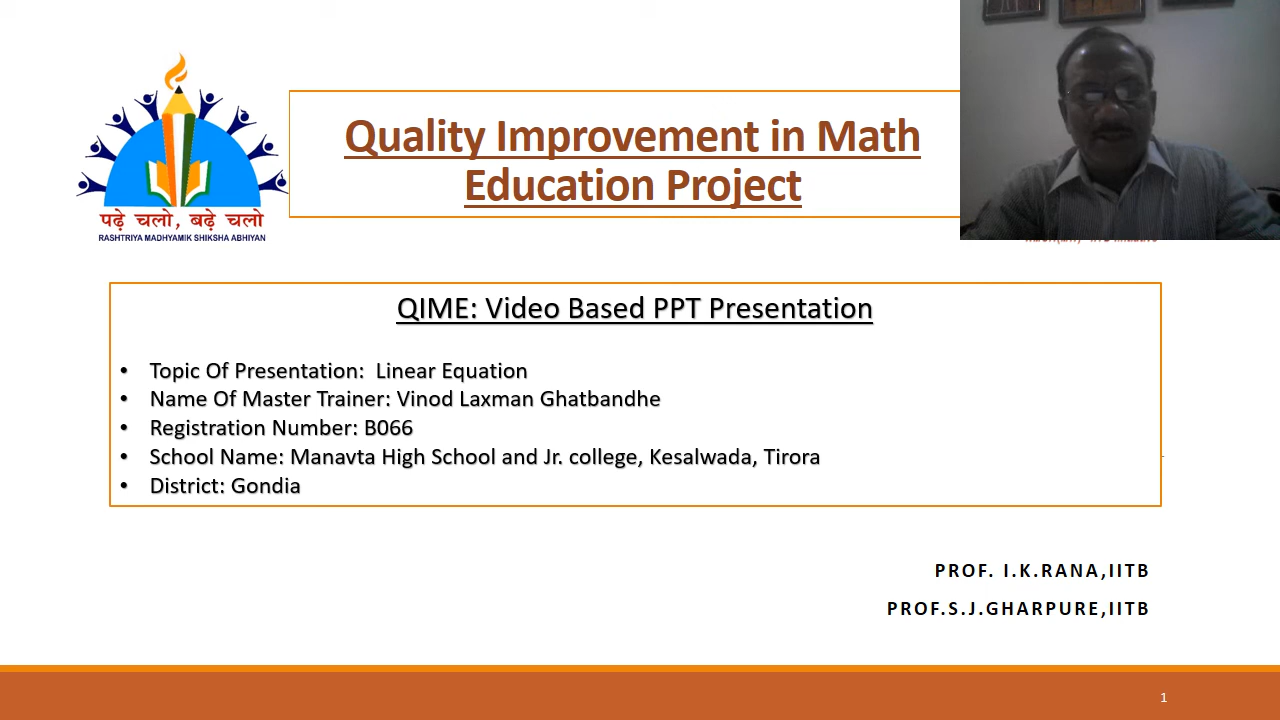 Quality Improvement in Math
Education Project
पढ़े चलो, बढ़े चलो
RASHTRIYA MADHYAMIK SHIKSHA ABHIYAN
QIME: Video Based PPT Presentation
• Topic Of Presentation: Linear Equation
• Name Of Master Trainer: Vinod Laxman Ghatbandhe
• Registration Number: B066
• School Name: Manavta High School and Jr. college, Kesalwada, Tirora
• District: Gondia
PROF. I.K.RANA,IITB
PROF.S.J.GHARPURE,IITB
1